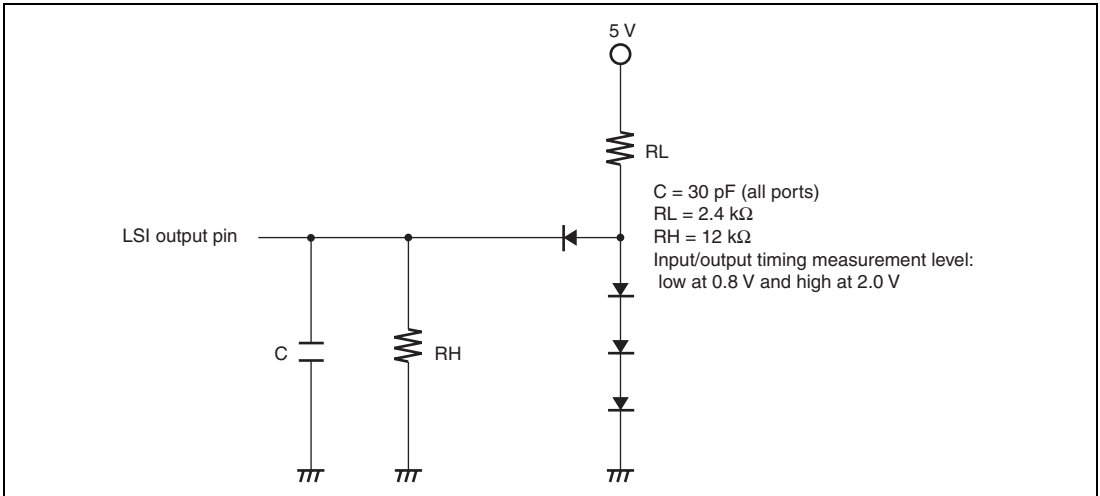 5 V
RL
C = 30 pF (all ports)
RL = 2.4 kΩ
RH = 12 kΩ
Input/output timing measurement level:
low at 0.8 V and high at 2.0 V
LSI output pin
C
RH